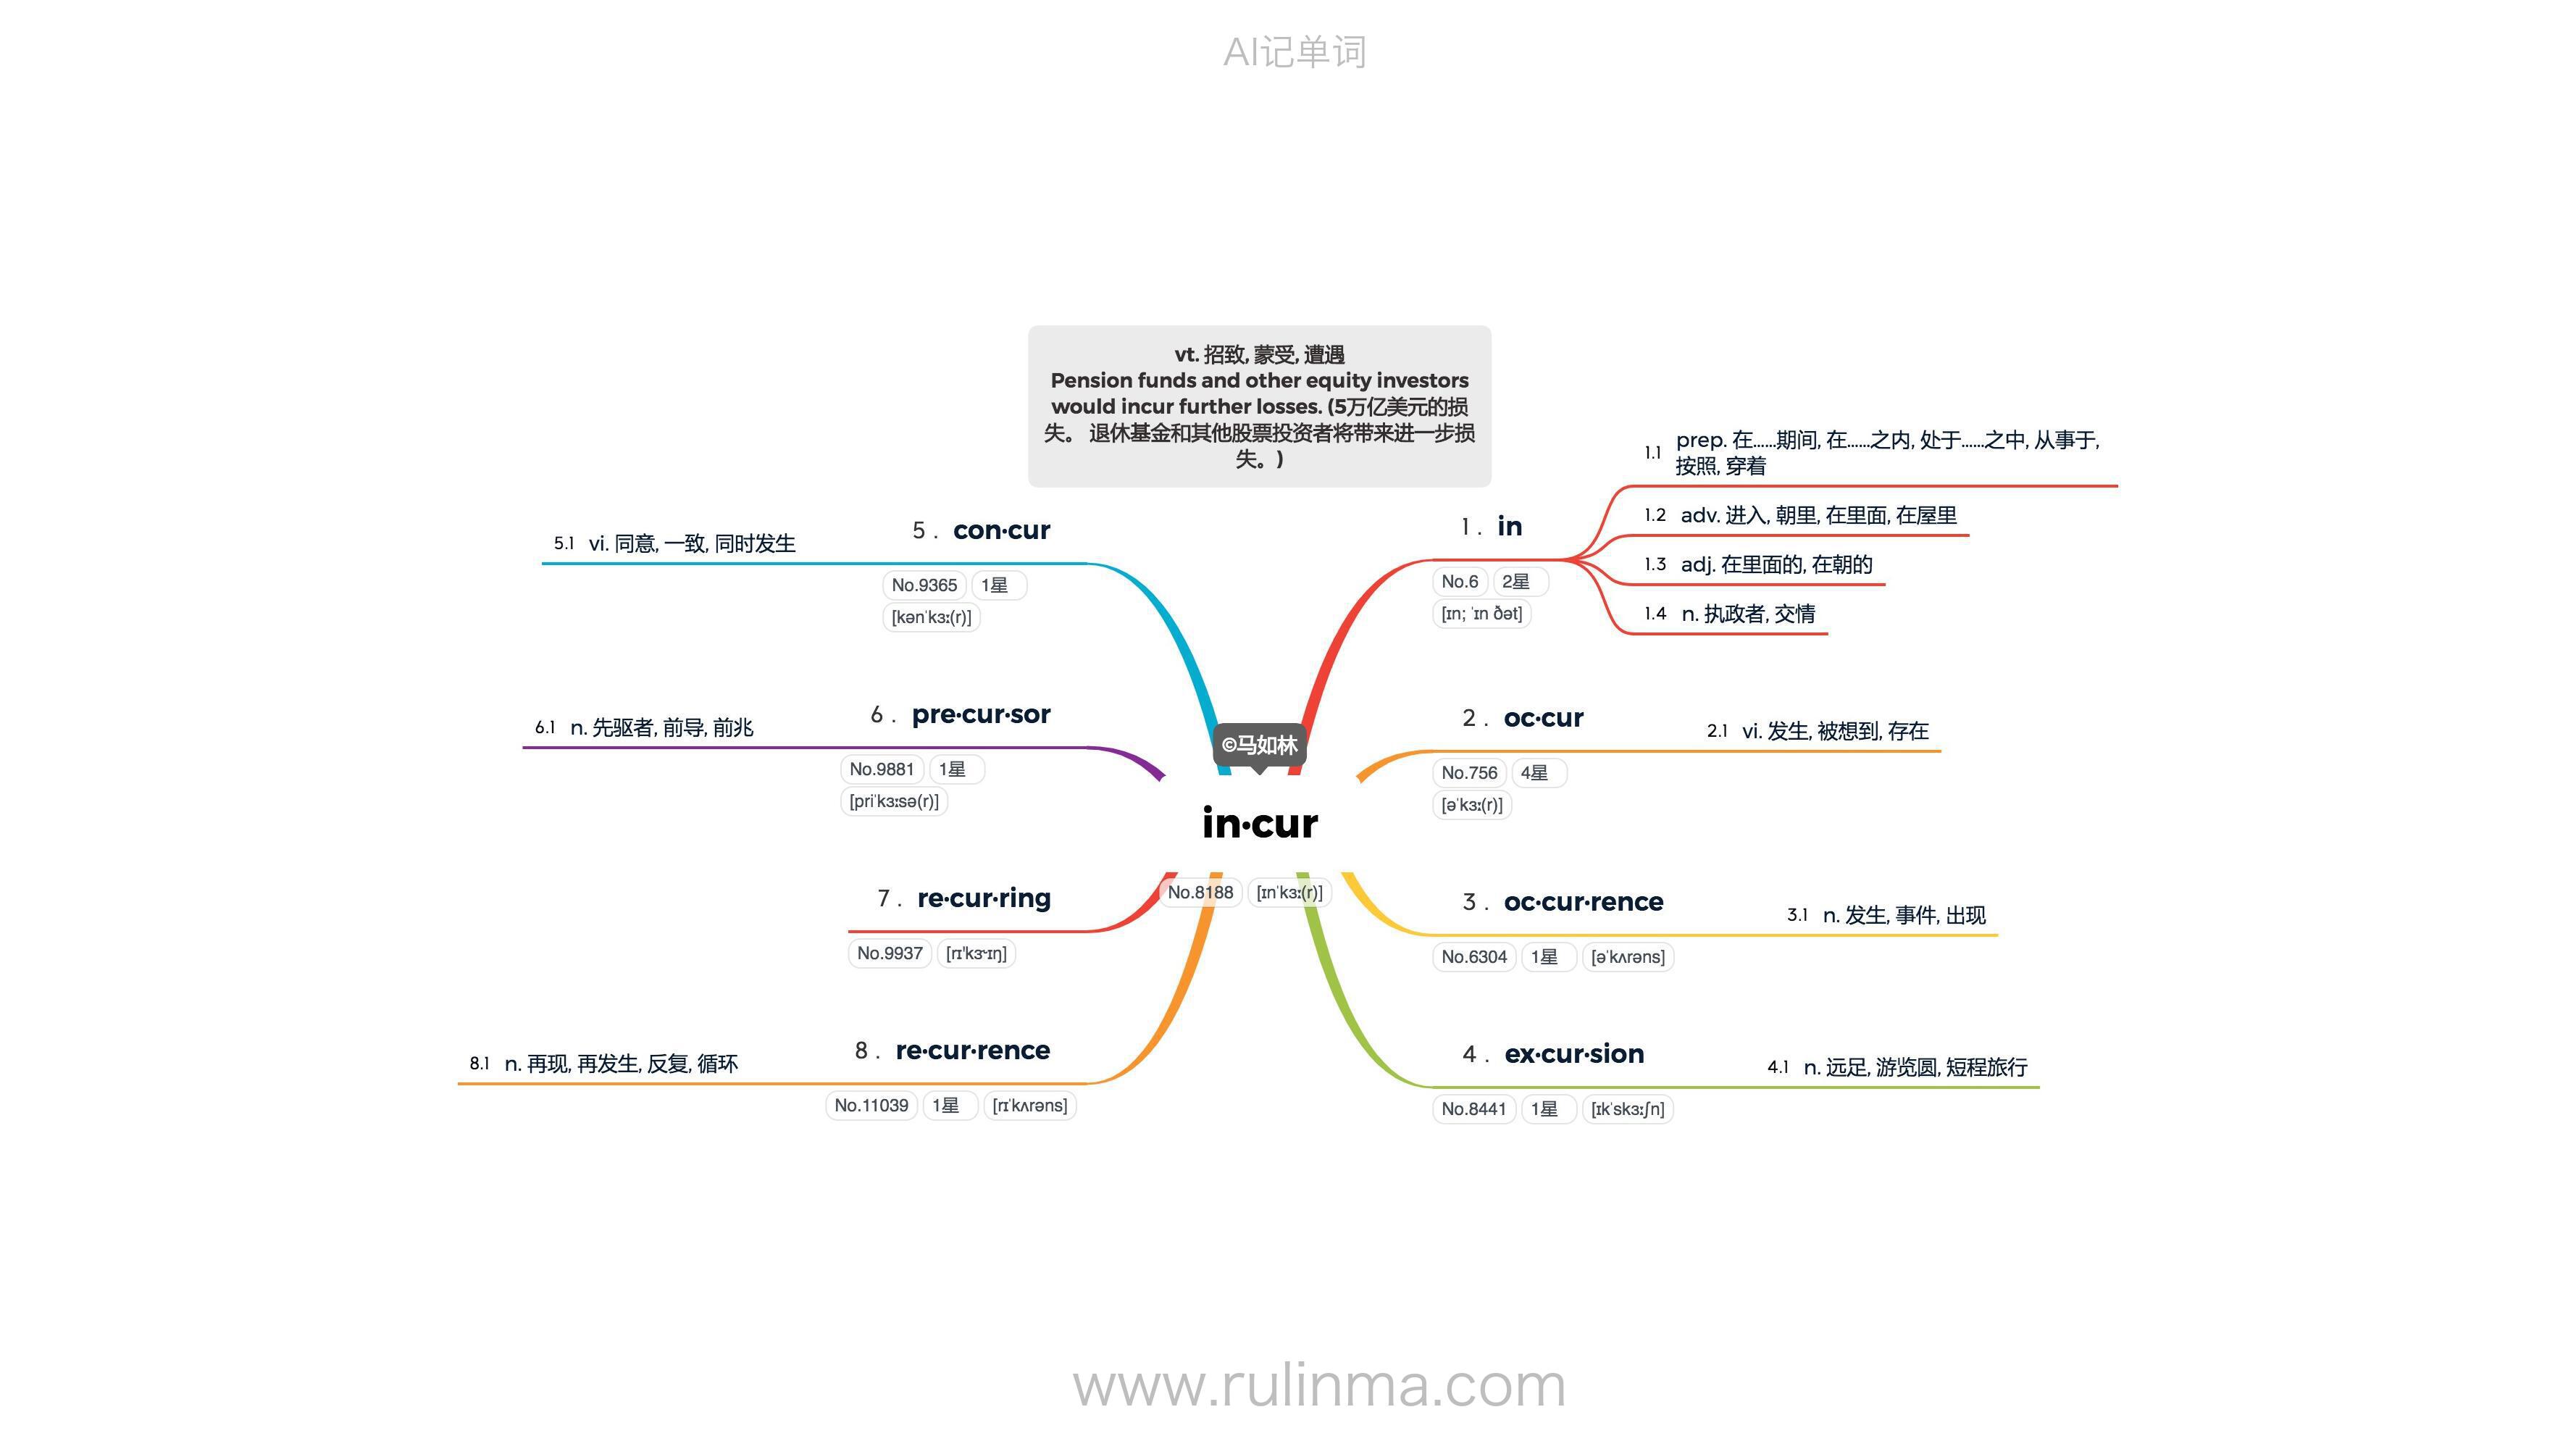 AI记单词
vt. 招致, 蒙受, 遭遇
Pension funds and other equity investors
would incur further losses. (5万亿美元的损
失。 退休基金和其他股票投资者将带来进一步损
失。)
©马如林
in·cur
No.8188 [ɪnˈkɜː(r)]
1 . in
No.6 2星
[ɪn; ˈɪn ðət]
1.1 prep. 在……期间, 在……之内, 处于……之中, 从事于,
按照, 穿着
1.2 adv. 进入, 朝里, 在里面, 在屋里
1.3 adj. 在里面的, 在朝的
1.4 n. 执政者, 交情
2 . oc·cur
No.756 4星
[əˈkɜː(r)]
2.1 vi. 发生, 被想到, 存在
3 . oc·cur·rence
No.6304 1星 [əˈkʌrəns]
3.1 n. 发生, 事件, 出现
4 . ex·cur·sion
No.8441 1星 [ɪkˈskɜːʃn]
4.1 n. 远足, 游览圆, 短程旅行
5 . con·cur
No.9365 1星
[kənˈkɜː(r)]
5.1 vi. 同意, 一致, 同时发生
6 . pre·cur·sor
No.9881 1星
[priˈkɜːsə(r)]
6.1 n. 先驱者, 前导, 前兆
7 . re·cur·ring
No.9937 [rɪ'kɝɪŋ]
8 . re·cur·rence
No.11039 1星 [rɪˈkʌrəns]
8.1 n. 再现, 再发生, 反复, 循环
www.rulinma.com